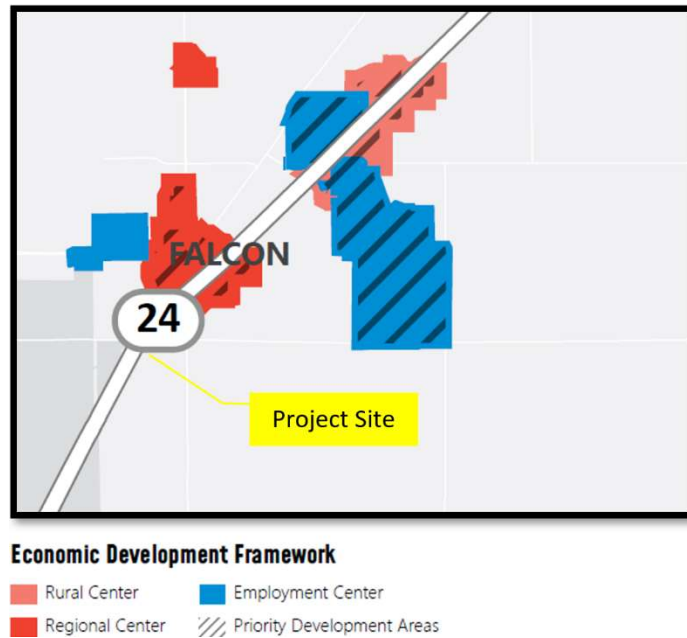 FALCON
24
Project Site
Economic Development Framework
Rural Center
Employment Center
Regional Center
Priority Development Areas